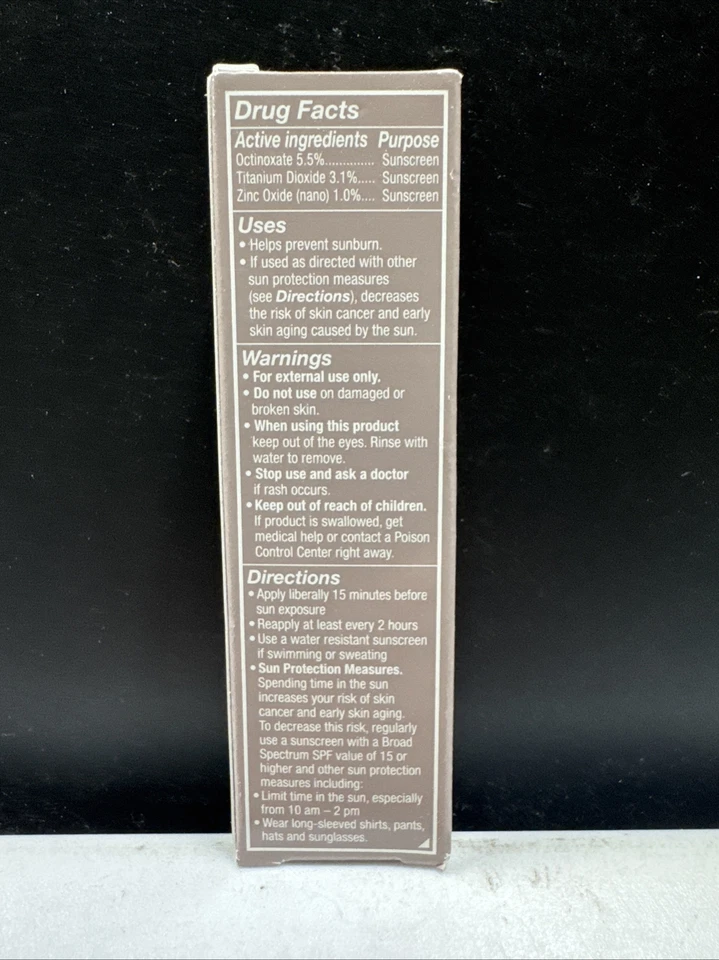 Drug Facts
Active ingredients Purpose
Octinoxate 5.5%.............. Sunscreen
Titanium Dioxide 3.1%..... Sunscreen
Zinc Oxide (nano) 1.0%.... Sunscreen
Uses
• Helps prevent sunburn.
• If used as directed with other
sun protection measures
(see Directions), decreases
the risk of skin cancer and early
skin aging caused by the sun.
Warnings
• For external use only.
• Do not use on damaged or
broken skin.
• When using this product
keep out of the eyes. Rinse with
water to remove.
• Stop use and ask a doctor
if rash occurs.
• Keep out of reach of children.
If product is swallowed, get
medical help or contact a Poison
Control Center right away.
Directions
• Apply liberally 15 minutes before
sun exposure
• Reapply at least every 2 hours
• Use a water resistant sunscreen
if swimming or sweating
• Sun Protection Measures.
Spending time in the sun
increases your risk of skin
cancer and early skin aging.
To decrease this risk, regularly
use a sunscreen with a Broad
Spectrum SPF value of 15 or
higher and other sun protection
measures including:
• Limit time in the sun, especially
from 10 am – 2 pm
• Wear long-sleeved shirts, pants,
hats and sunglasses.